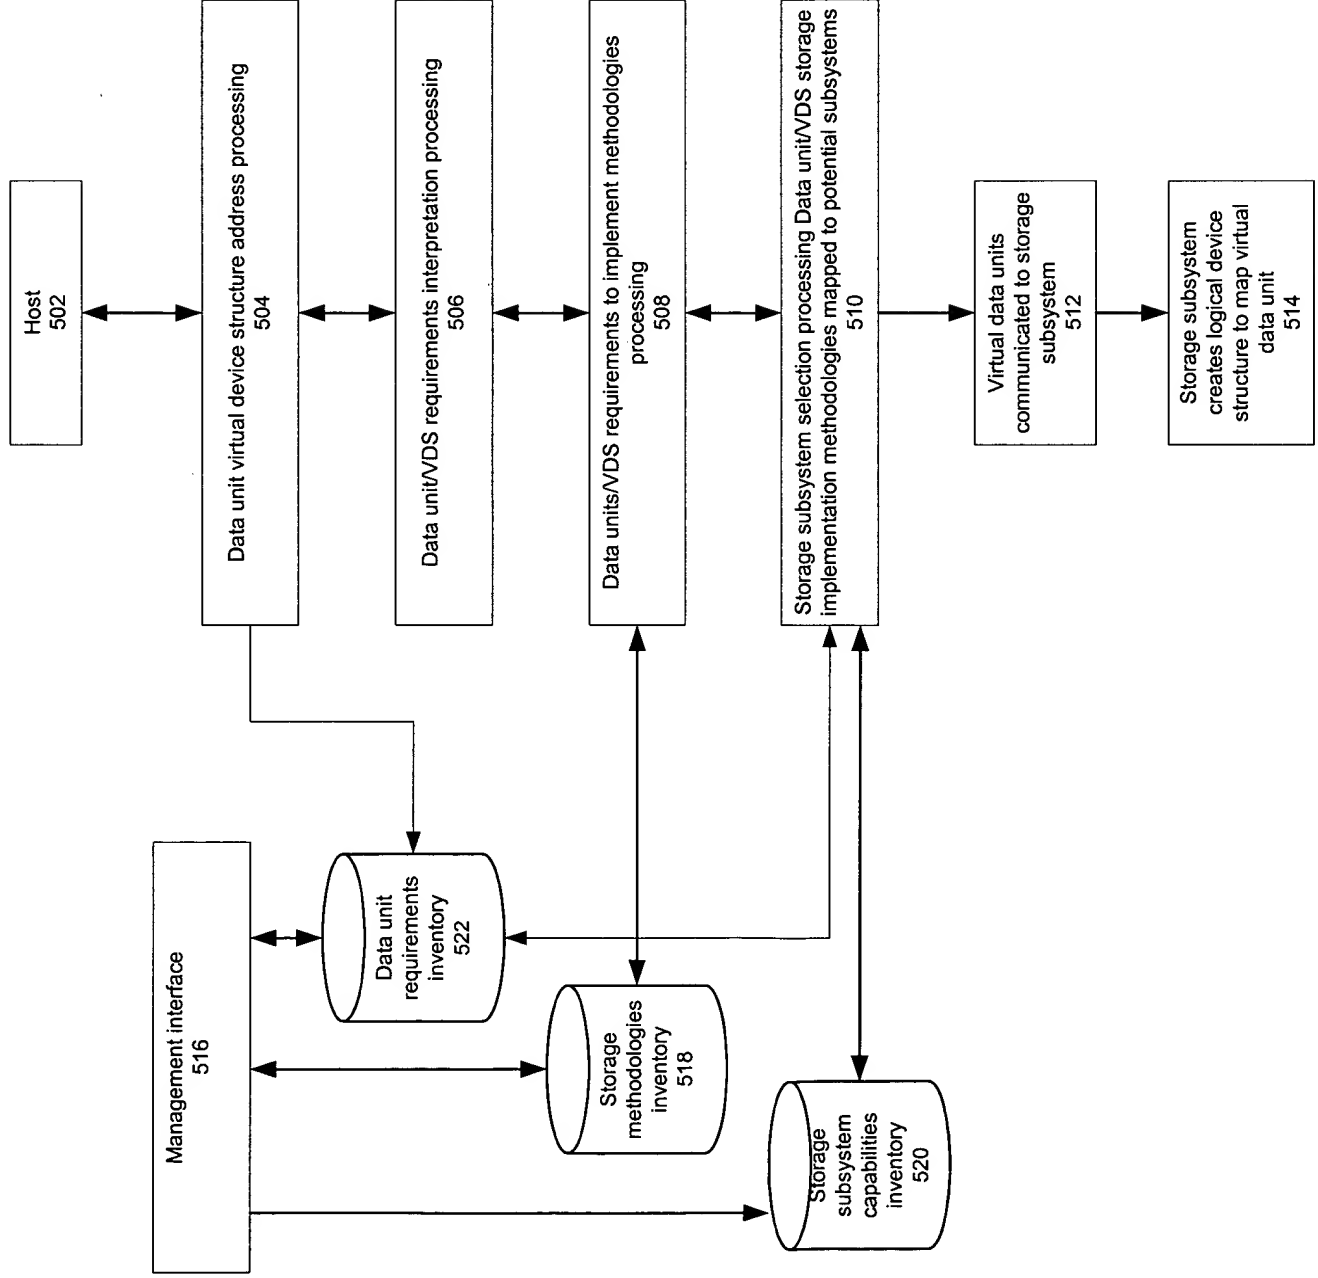 Host
502
Data unit virtual device structure address processing
504
Data unit/VDS requirements interpretation processing
506
Data units/VDS requirements to implement methodologies
processing
508
Storage subsystem selection processing Data unit/VDS storage
implementation methodologies mapped to potential subsystems
510
Virtual data units
communicated to storage
subsystem
512
Storage subsystem
creates logical device
structure to map virtual
data unit
514
Management interface
516
Data unit
requirements
inventory
522
Storage
methodologies
inventory
518
Storage
subsystem
capabilities
inventory
520